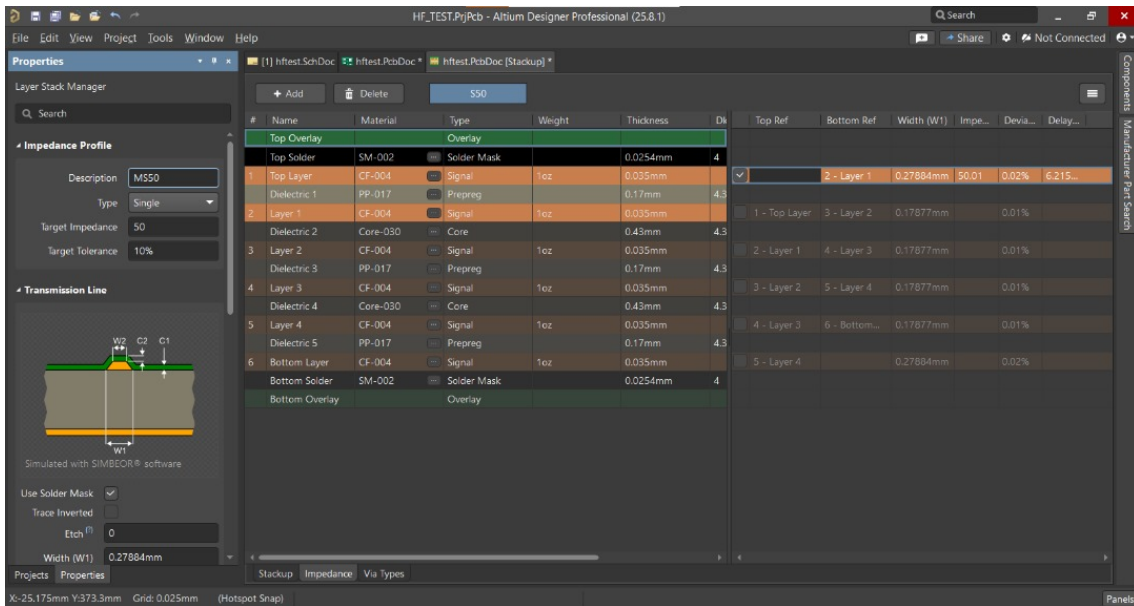 HF_TEST.PrjPcb - Altium Designer Professional (25.8.1)
Search
File Edit View Project Tools Window Help
Share
Not Connected
Properties
[1] hftest.SchDoc
hftest.PcbDoc *
hftest.PcbDoc [Stackup] *
Layer Stack Manager
Search
+ Add
Delete
S50
Impedance Profile
Description MS50
Type Single
Target Impedance 50
Target Tolerance 10%
Transmission Line
W2 C2 C1
W1
Simulated with SIMBEOR® software
Use Solder Mask
Trace Inverted
Etch [?] 0
Width (W1) 0.27884mm
Projects Properties
# Name Material Type Weight Thickness Dk Top Ref Bottom Ref Width (W1) Impe... Devia... Delay...
Top Overlay Overlay
Top Solder SM-002 Solder Mask 0.0254mm 4
1 Top Layer CF-004 Signal 1oz 0.035mm 2 - Layer 1 0.27884mm 50.01 0.02% 6.215...
Dielectric 1 PP-017 Prepreg 0.17mm 4.3
2 Layer 1 CF-004 Signal 1oz 0.035mm 1 - Top Layer 3 - Layer 2 0.17877mm 0.01%
Dielectric 2 Core-030 Core 0.43mm 4.3
3 Layer 2 CF-004 Signal 1oz 0.035mm 2 - Layer 1 4 - Layer 3 0.17877mm 0.01%
Dielectric 3 PP-017 Prepreg 0.17mm 4.3
4 Layer 3 CF-004 Signal 1oz 0.035mm 3 - Layer 2 5 - Layer 4 0.17877mm 0.01%
Dielectric 4 Core-030 Core 0.43mm 4.3
5 Layer 4 CF-004 Signal 1oz 0.035mm 4 - Layer 3 6 - Bottom... 0.17877mm 0.01%
Dielectric 5 PP-017 Prepreg 0.17mm 4.3
6 Bottom Layer CF-004 Signal 1oz 0.035mm 5 - Layer 4 0.27884mm 0.02%
Bottom Solder SM-002 Solder Mask 0.0254mm 4
Bottom Overlay Overlay
Stackup Impedance Via Types
Components
Manufacturer Part Search
X:-25.175mm Y:373.3mm Grid: 0.025mm (Hotspot Snap)
Panels